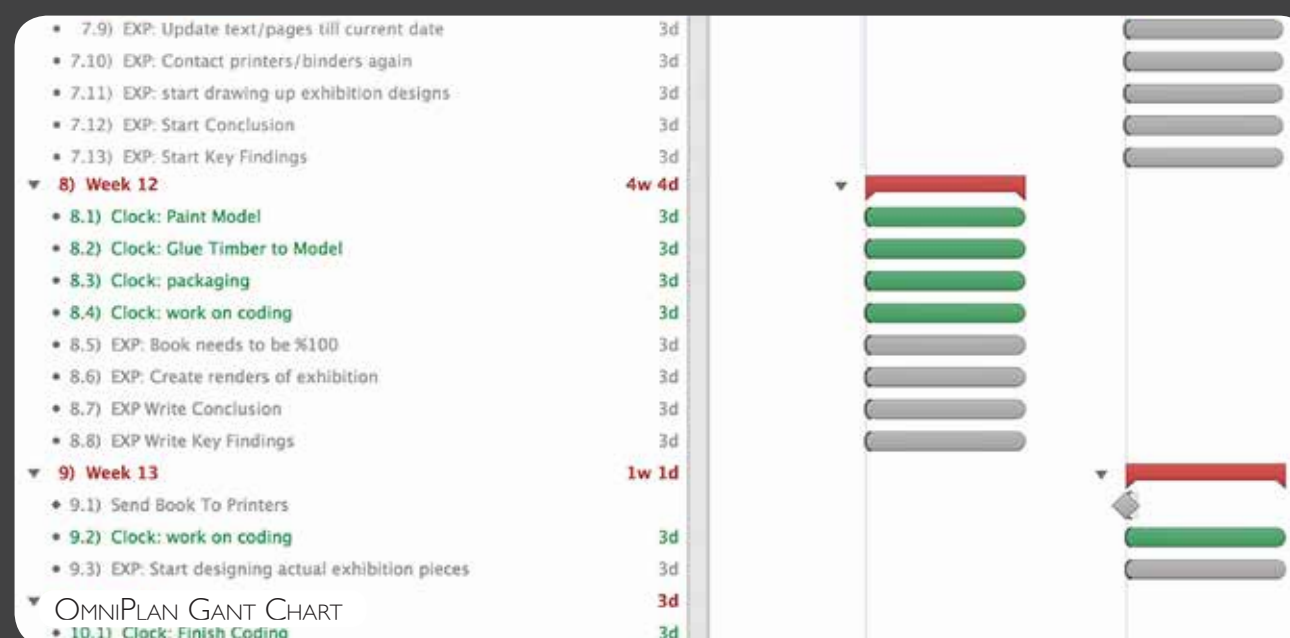 • 7.9) EXP: Update text/pages till current date 3d
• 7.10) EXP: Contact printers/binders again 3d
• 7.11) EXP: start drawing up exhibition designs 3d
• 7.12) EXP: Start Conclusion 3d
• 7.13) EXP: Start Key Findings 3d
8) Week 12 4w 4d
• 8.1) Clock: Paint Model 3d
• 8.2) Clock: Glue Timber to Model 3d
• 8.3) Clock: packaging 3d
• 8.4) Clock: work on coding 3d
• 8.5) EXP: Book needs to be %100 3d
• 8.6) EXP: Create renders of exhibition 3d
• 8.7) EXP Write Conclusion 3d
• 8.8) EXP Write Key Findings 3d
9) Week 13 1w 1d
◆ 9.1) Send Book To Printers
• 9.2) Clock: work on coding 3d
• 9.3) EXP: Start designing actual exhibition pieces 3d
OMNIPLAN GANT CHART 3d
• 10.1) Clock: Finish Coding 3d